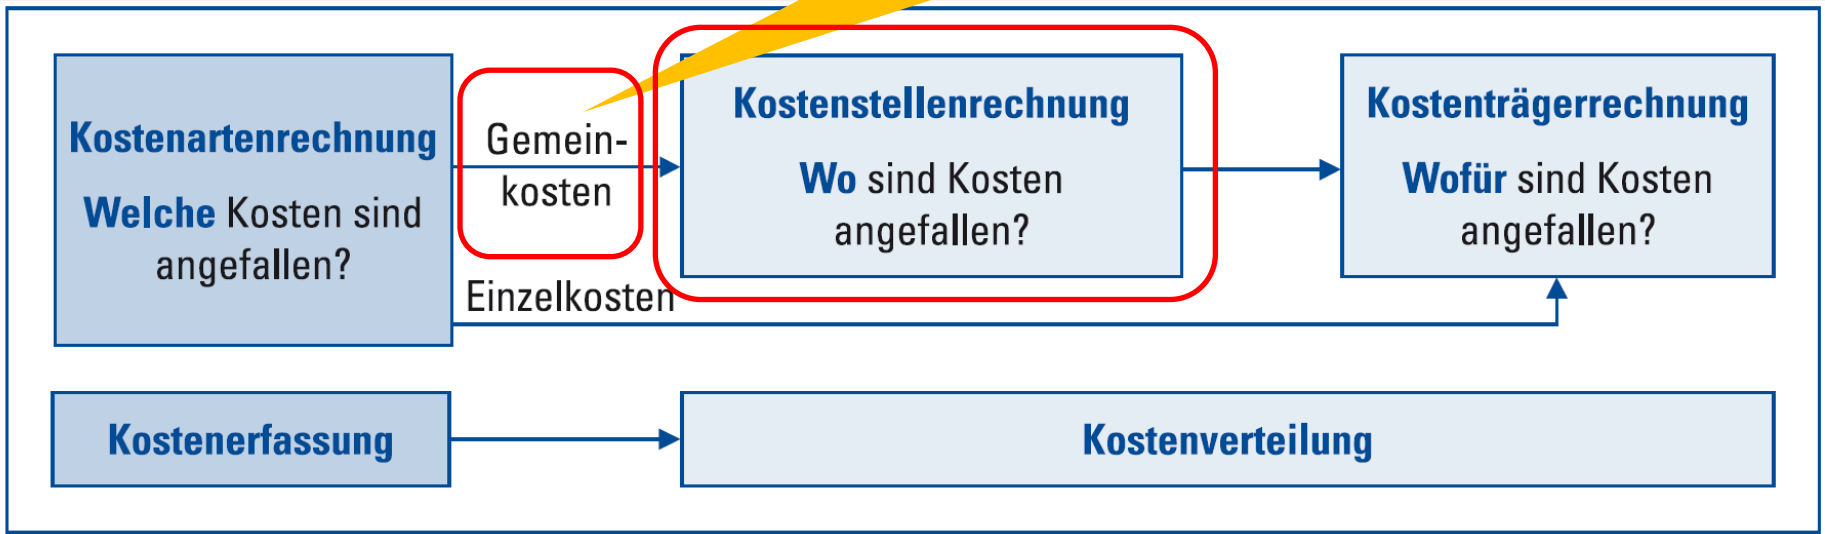 Kostenartenrechnung
Welche Kosten sind
angefallen?
Gemein-
kosten
Einzelkosten
Kostenstellenrechnung
Wo sind Kosten
angefallen?
Kostenträgerrechnung
Wofür sind Kosten
angefallen?
Kostenerfassung
Kostenverteilung